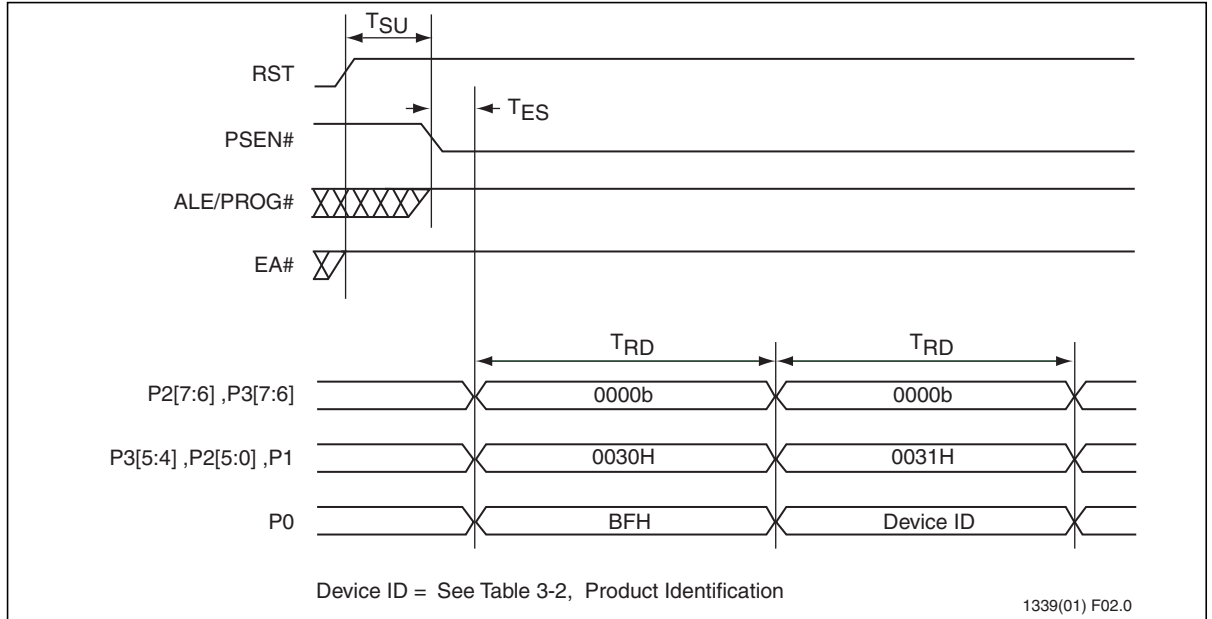 TSU
RST
TES
PSEN#
ALE/PROG#
EA#
TRD TRD
P2[7:6] ,P3[7:6] 0000b 0000b
P3[5:4] ,P2[5:0] ,P1 0030H 0031H
P0 BFH Device ID
Device ID = See Table 3-2, Product Identification
1339(01) F02.0